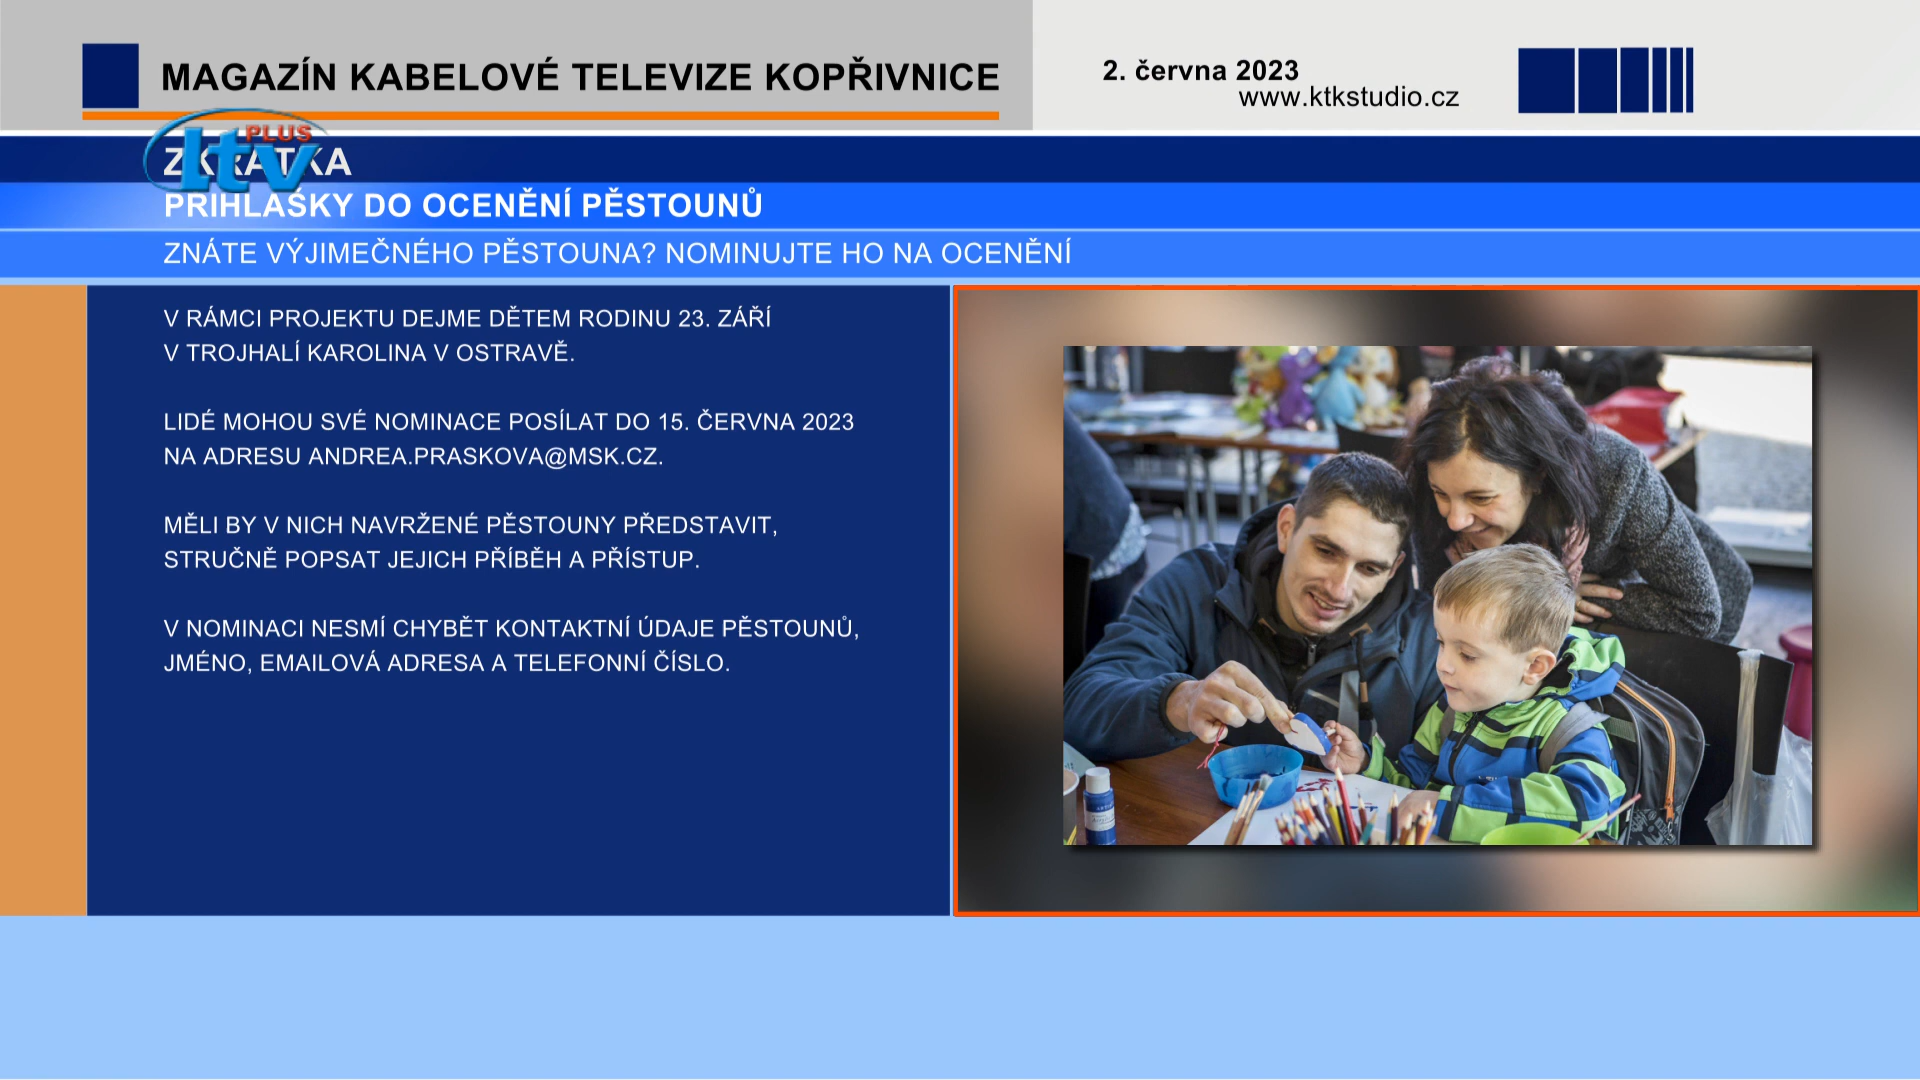 MAGAZÍN KABELOVÉ TELEVIZE KOPŘIVNICE
2. června 2023
www.ktkstudio.cz
ltv PLUS
ZKRÁTKA
PŘIHLÁŠKY DO OCENĚNÍ PĚSTOUNŮ
ZNÁTE VÝJIMEČNÉHO PĚSTOUNA? NOMINUJTE HO NA OCENĚNÍ
V RÁMCI PROJEKTU DEJME DĚTEM RODINU 23. ZÁŘÍ
V TROJHALÍ KAROLINA V OSTRAVĚ.
LIDÉ MOHOU SVÉ NOMINACE POSÍLAT DO 15. ČERVNA 2023
NA ADRESU ANDREA.PRASKOVA@MSK.CZ.
MĚLI BY V NICH NAVRŽENÉ PĚSTOUNY PŘEDSTAVIT,
STRUČNĚ POPSAT JEJICH PŘÍBĚH A PŘÍSTUP.
V NOMINACI NESMÍ CHYBĚT KONTAKTNÍ ÚDAJE PĚSTOUNŮ,
JMÉNO, EMAILOVÁ ADRESA A TELEFONNÍ ČÍSLO.